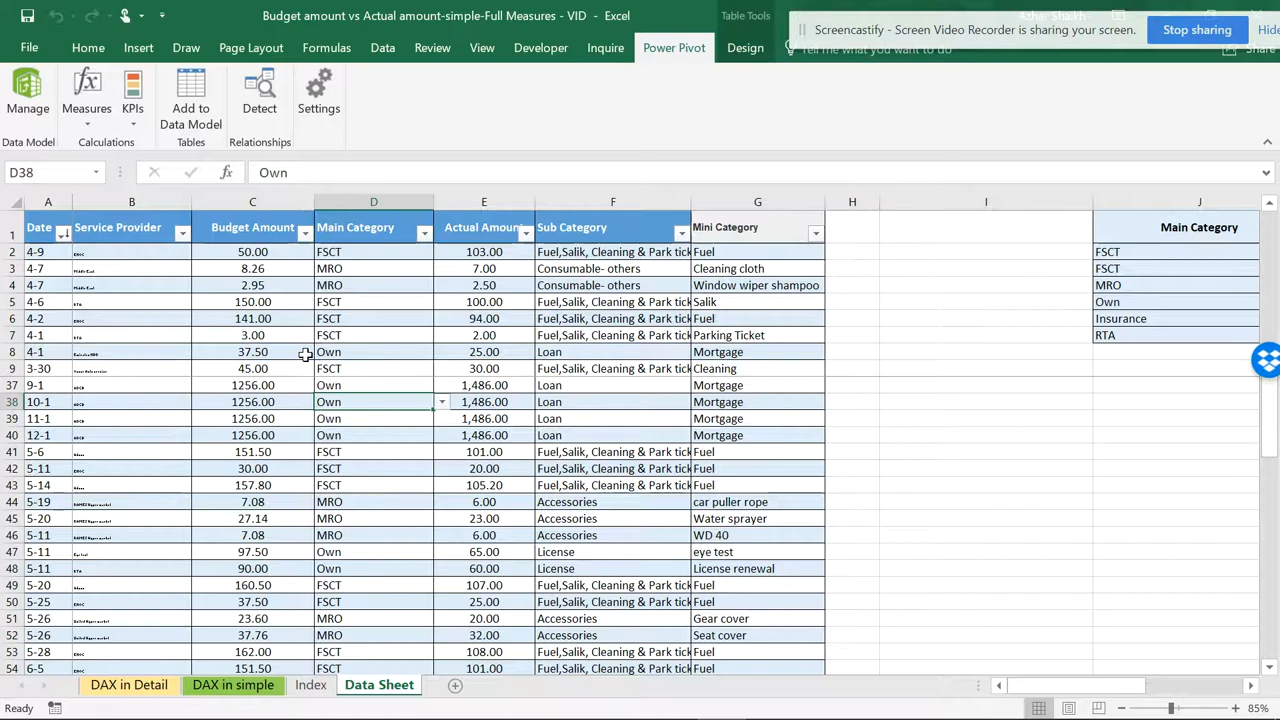 Budget amount vs Actual amount-simple-Full Measures - VID - Excel
Table Tools
Screencastify - Screen Video Recorder is sharing your screen. Stop sharing Hide
File Home Insert Draw Page Layout Formulas Data Review View Developer Inquire Power Pivot Design Tell me what you want to do Share
Manage Measures KPIs Add to Data Model Detect Settings
Data Model Calculations Tables Relationships
D38 fx Own
A B C D E F G H I J
1 Date Service Provider Budget Amount Main Category Actual Amoun Sub Category Mini Category Main Category
2 4-9 50.00 FSCT 103.00 Fuel,Salik, Cleaning & Park tick Fuel FSCT
3 4-7 8.26 MRO 7.00 Consumable- others Cleaning cloth FSCT
4 4-7 2.95 MRO 2.50 Consumable- others Window wiper shampoo MRO
5 4-6 150.00 FSCT 100.00 Fuel,Salik, Cleaning & Park tick Salik Own
6 4-2 141.00 FSCT 94.00 Fuel,Salik, Cleaning & Park tick Fuel Insurance
7 4-1 3.00 FSCT 2.00 Fuel,Salik, Cleaning & Park tick Parking Ticket RTA
8 4-1 37.50 Own 25.00 Loan Mortgage
9 3-30 45.00 FSCT 30.00 Fuel,Salik, Cleaning & Park tick Cleaning
37 9-1 1256.00 Own 1,486.00 Loan Mortgage
38 10-1 1256.00 Own 1,486.00 Loan Mortgage
39 11-1 1256.00 Own 1,486.00 Loan Mortgage
40 12-1 1256.00 Own 1,486.00 Loan Mortgage
41 5-6 151.50 FSCT 101.00 Fuel,Salik, Cleaning & Park tick Fuel
42 5-11 30.00 FSCT 20.00 Fuel,Salik, Cleaning & Park tick Fuel
43 5-14 157.80 FSCT 105.20 Fuel,Salik, Cleaning & Park tick Fuel
44 5-19 7.08 MRO 6.00 Accessories car puller rope
45 5-20 27.14 MRO 23.00 Accessories Water sprayer
46 5-11 7.08 MRO 6.00 Accessories WD 40
47 5-11 97.50 Own 65.00 License eye test
48 5-11 90.00 Own 60.00 License License renewal
49 5-20 160.50 FSCT 107.00 Fuel,Salik, Cleaning & Park tick Fuel
50 5-25 37.50 FSCT 25.00 Fuel,Salik, Cleaning & Park tick Fuel
51 5-26 23.60 MRO 20.00 Accessories Gear cover
52 5-26 37.76 MRO 32.00 Accessories Seat cover
53 5-28 162.00 FSCT 108.00 Fuel,Salik, Cleaning & Park tick Fuel
54 6-5 151.50 FSCT 101.00 Fuel,Salik, Cleaning & Park tick Fuel
DAX in Detail DAX in simple Index Data Sheet
Ready 85%